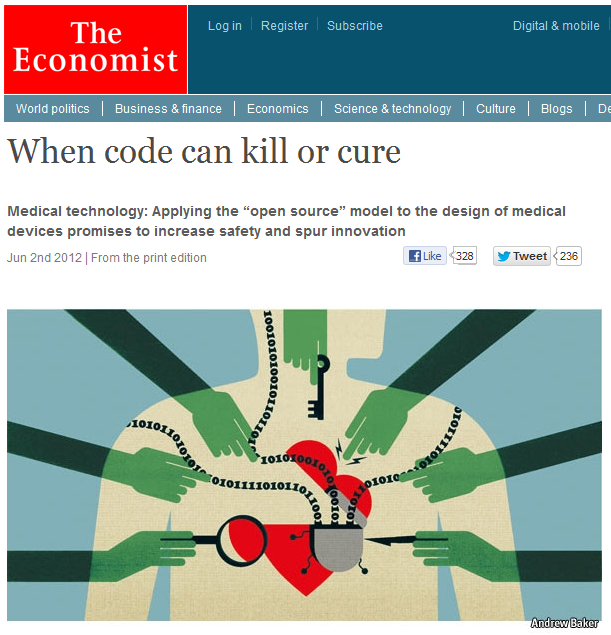 The
Economist
Log in Register Subscribe Digital & mobile
World politics Business & finance Economics Science & technology Culture Blogs De
When code can kill or cure
Medical technology: Applying the “open source” model to the design of medical
devices promises to increase safety and spur innovation
Jun 2nd 2012 | From the print edition
Like 328 Tweet 236
Andrew Baker